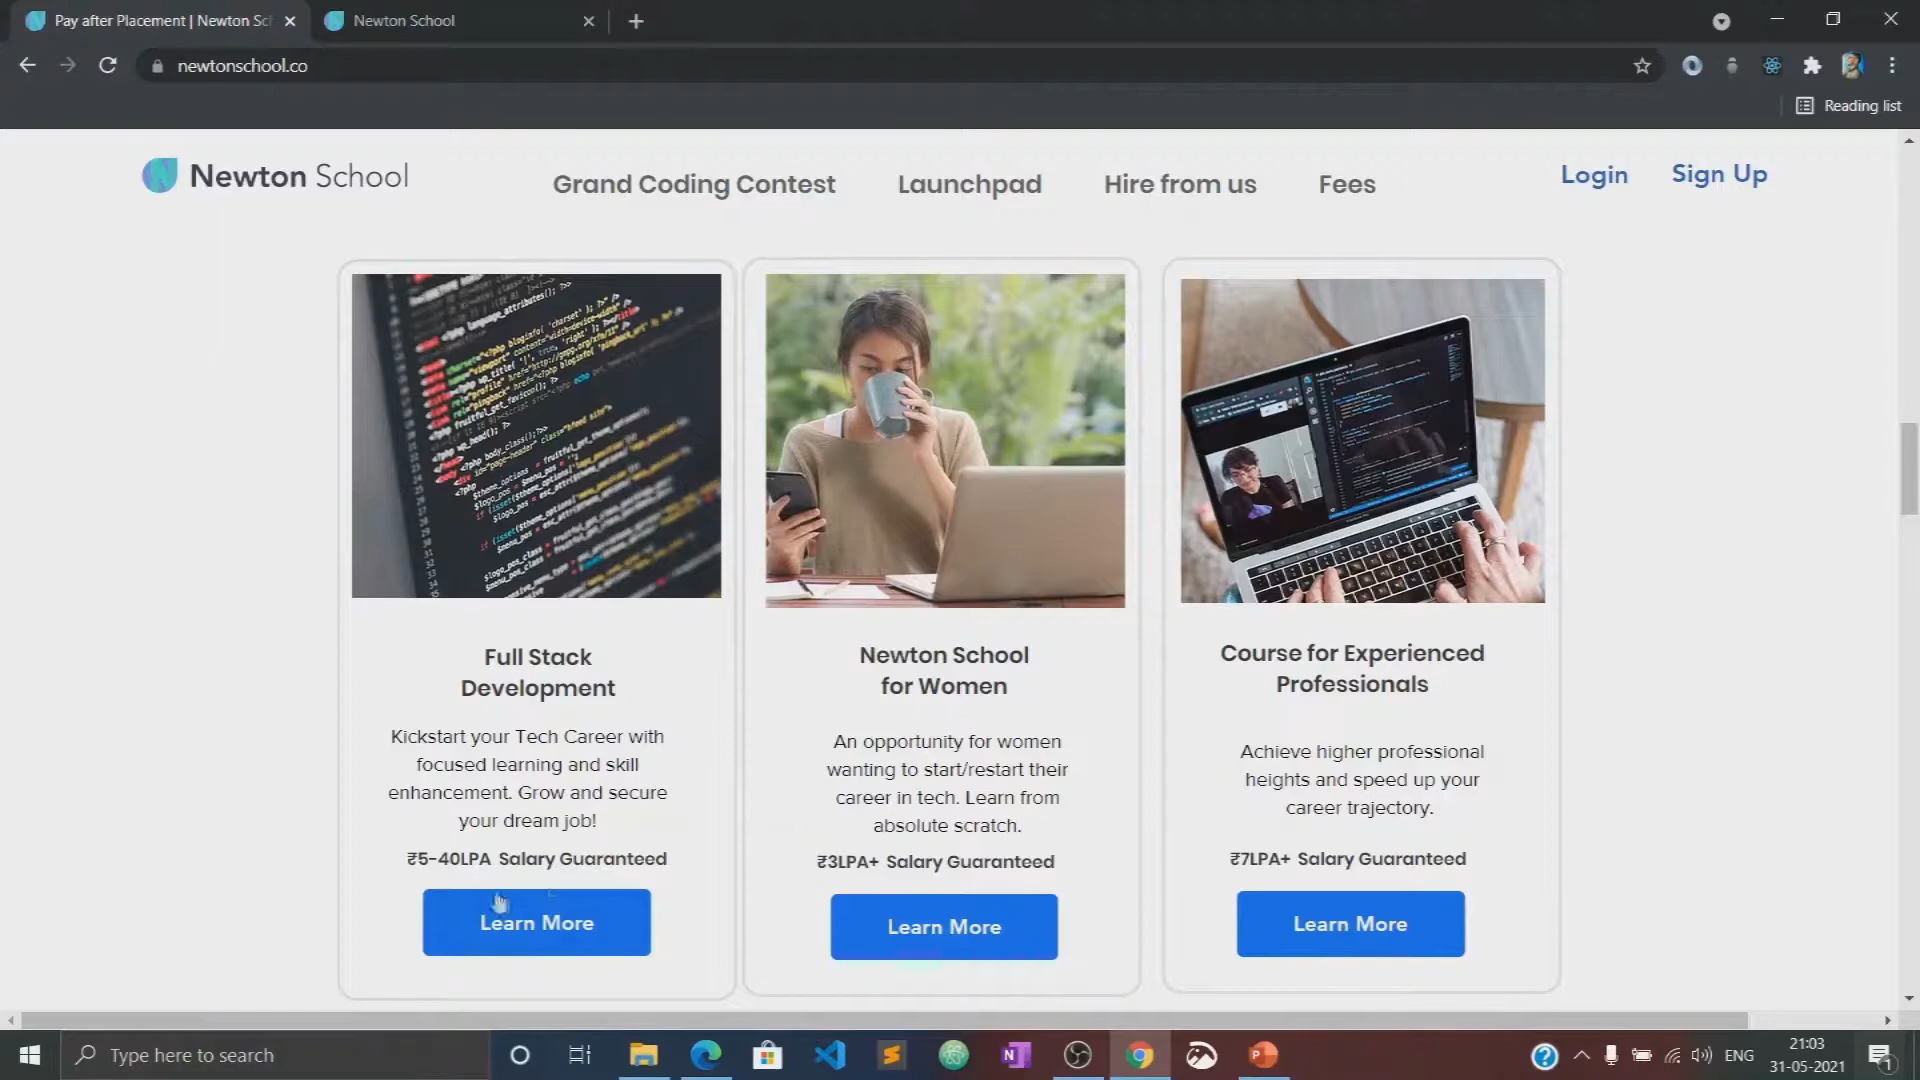 Pay after Placement | Newton Sc
Newton School
newtonschool.co
Reading list
Newton School
Grand Coding Contest
Launchpad
Hire from us
Fees
Login
Sign Up
Full Stack
Development
Kickstart your Tech Career with
focused learning and skill
enhancement. Grow and secure
your dream job!
₹5-40LPA Salary Guaranteed
Learn More
Newton School
for Women
An opportunity for women
wanting to start/restart their
career in tech. Learn from
absolute scratch.
₹3LPA+ Salary Guaranteed
Learn More
Course for Experienced
Professionals
Achieve higher professional
heights and speed up your
career trajectory.
₹7LPA+ Salary Guaranteed
Learn More
Type here to search
ENG
21:03
31-05-2021
1